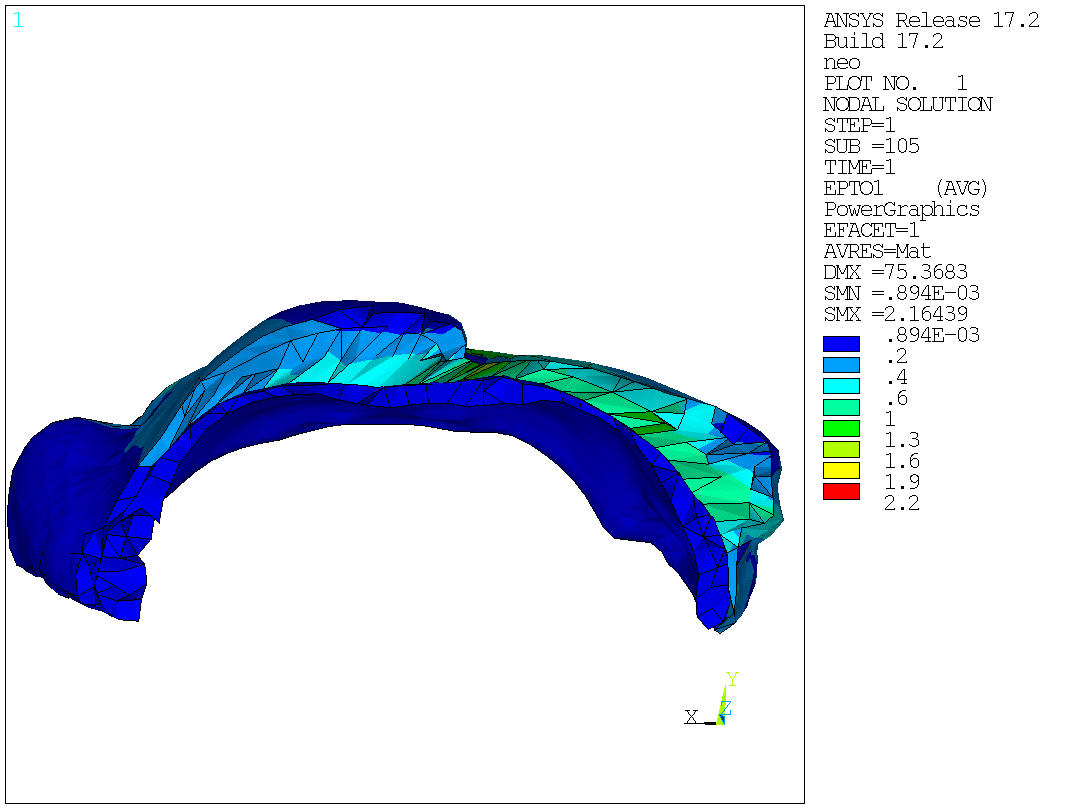 1
ANSYS Release 17.2
Build 17.2
neo
PLOT NO.   1
NODAL SOLUTION
STEP=1
SUB =105
TIME=1
EPTO1    (AVG)
PowerGraphics
EFACET=1
AVRES=Mat
DMX =75.3683
SMN =.894E-03
SMX =2.16439
.894E-03
.2
.4
.6
1
1.3
1.6
1.9
2.2
Y
Z
X